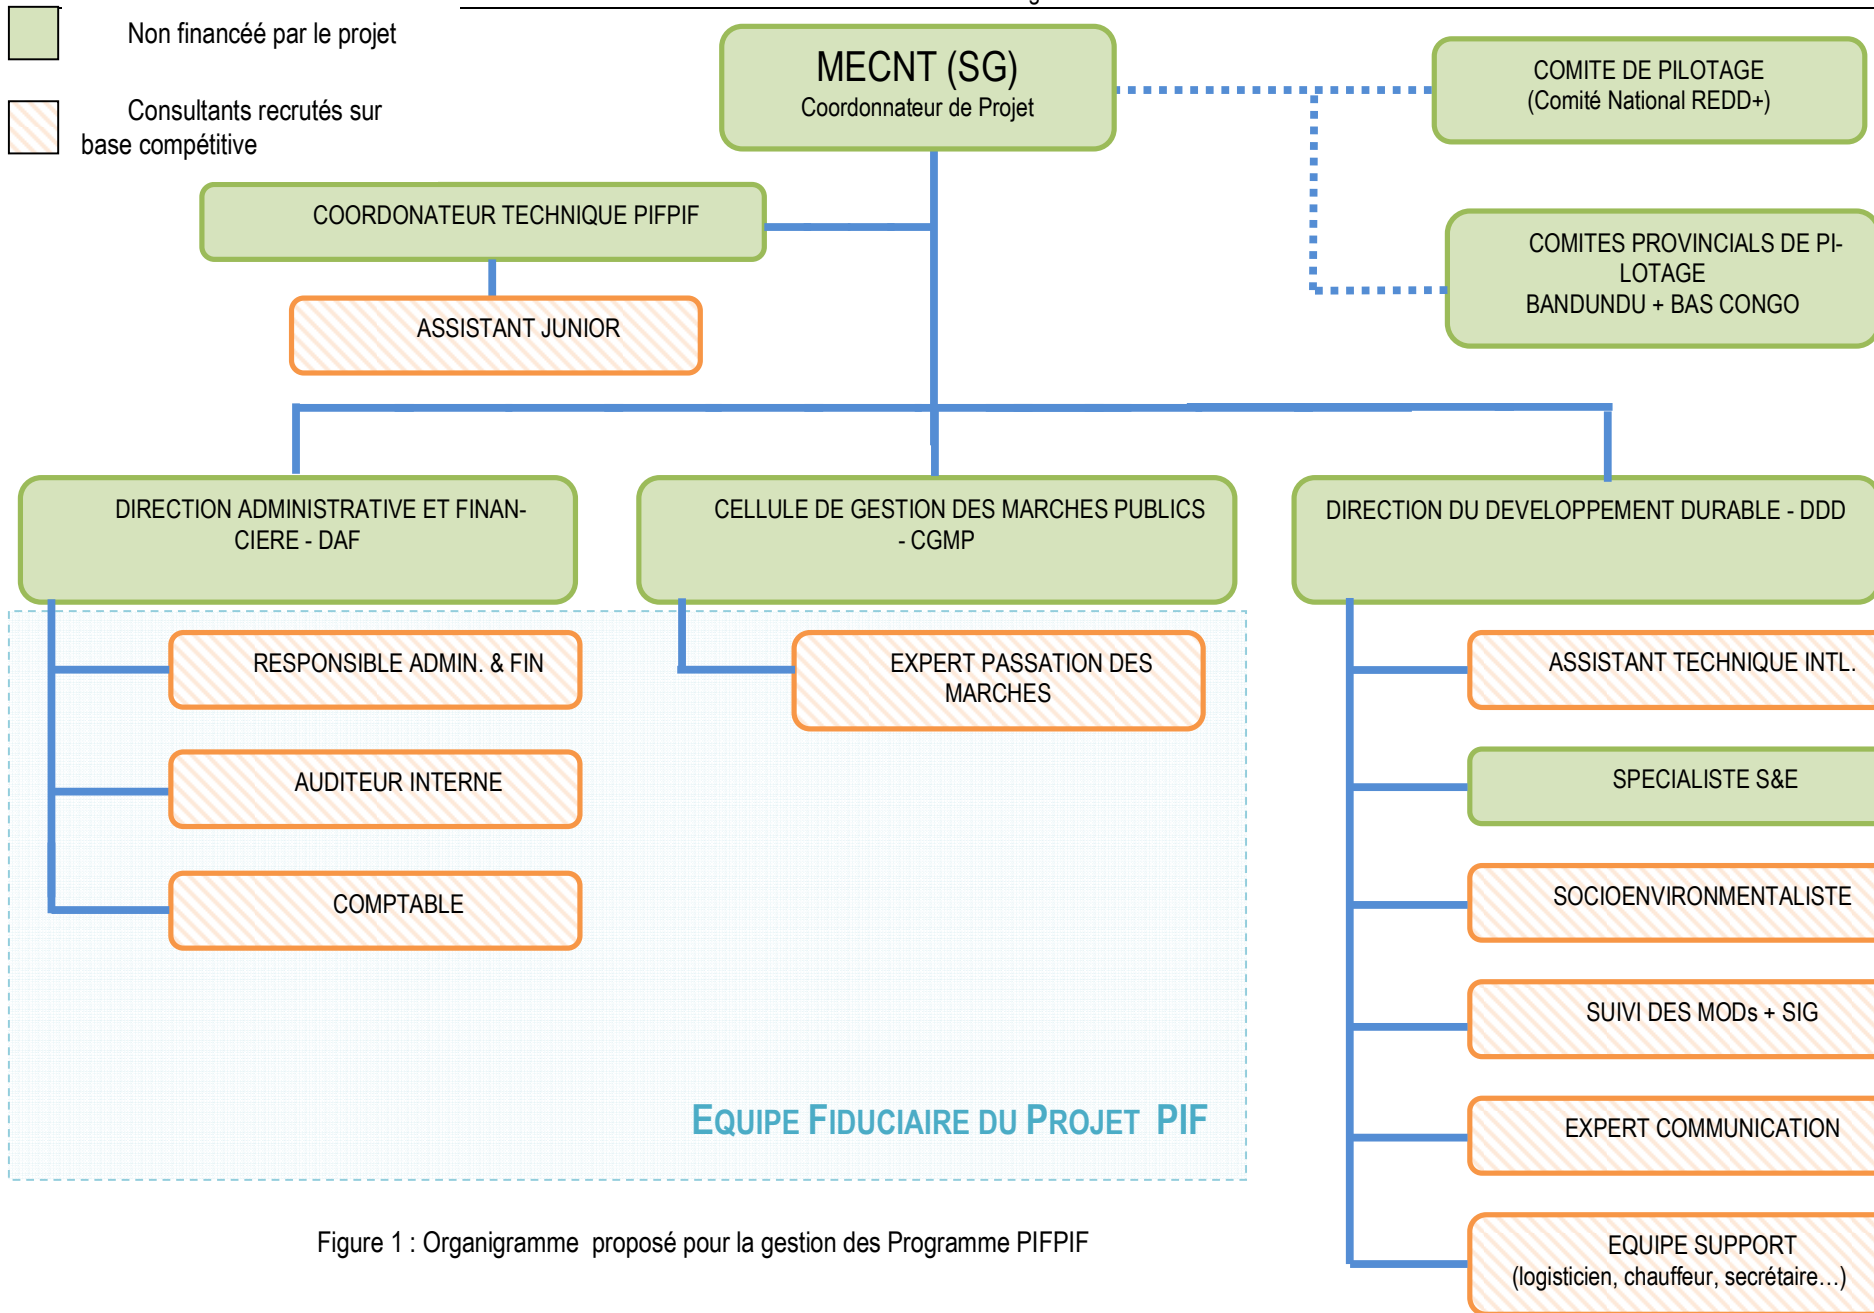 Non financéé par le projet
Consultants recrutés sur
base compétitive
MECNT (SG)
Coordonnateur de Projet
COMITE DE PILOTAGE
(Comité National REDD+)
COORDONATEUR TECHNIQUE PIFPIF
COMITES PROVINCIALS DE PI-
LOTAGE
BANDUNDU + BAS CONGO
ASSISTANT JUNIOR
DIRECTION ADMINISTRATIVE ET FINAN-
CIERE - DAF
CELLULE DE GESTION DES MARCHES PUBLICS
- CGMP
DIRECTION DU DEVELOPPEMENT DURABLE - DDD
RESPONSIBLE ADMIN. & FIN
AUDITEUR INTERNE
COMPTABLE
EXPERT PASSATION DES
MARCHES
ASSISTANT TECHNIQUE INTL.
SPECIALISTE S&E
SOCIOENVIRONMENTALISTE
SUIVI DES MODs + SIG
EXPERT COMMUNICATION
EQUIPE SUPPORT
(logisticien, chauffeur, secrétaire…)
EQUIPE FIDUCIAIRE DU PROJET PIF
Figure 1 : Organigramme proposé pour la gestion des Programme PIFPIF